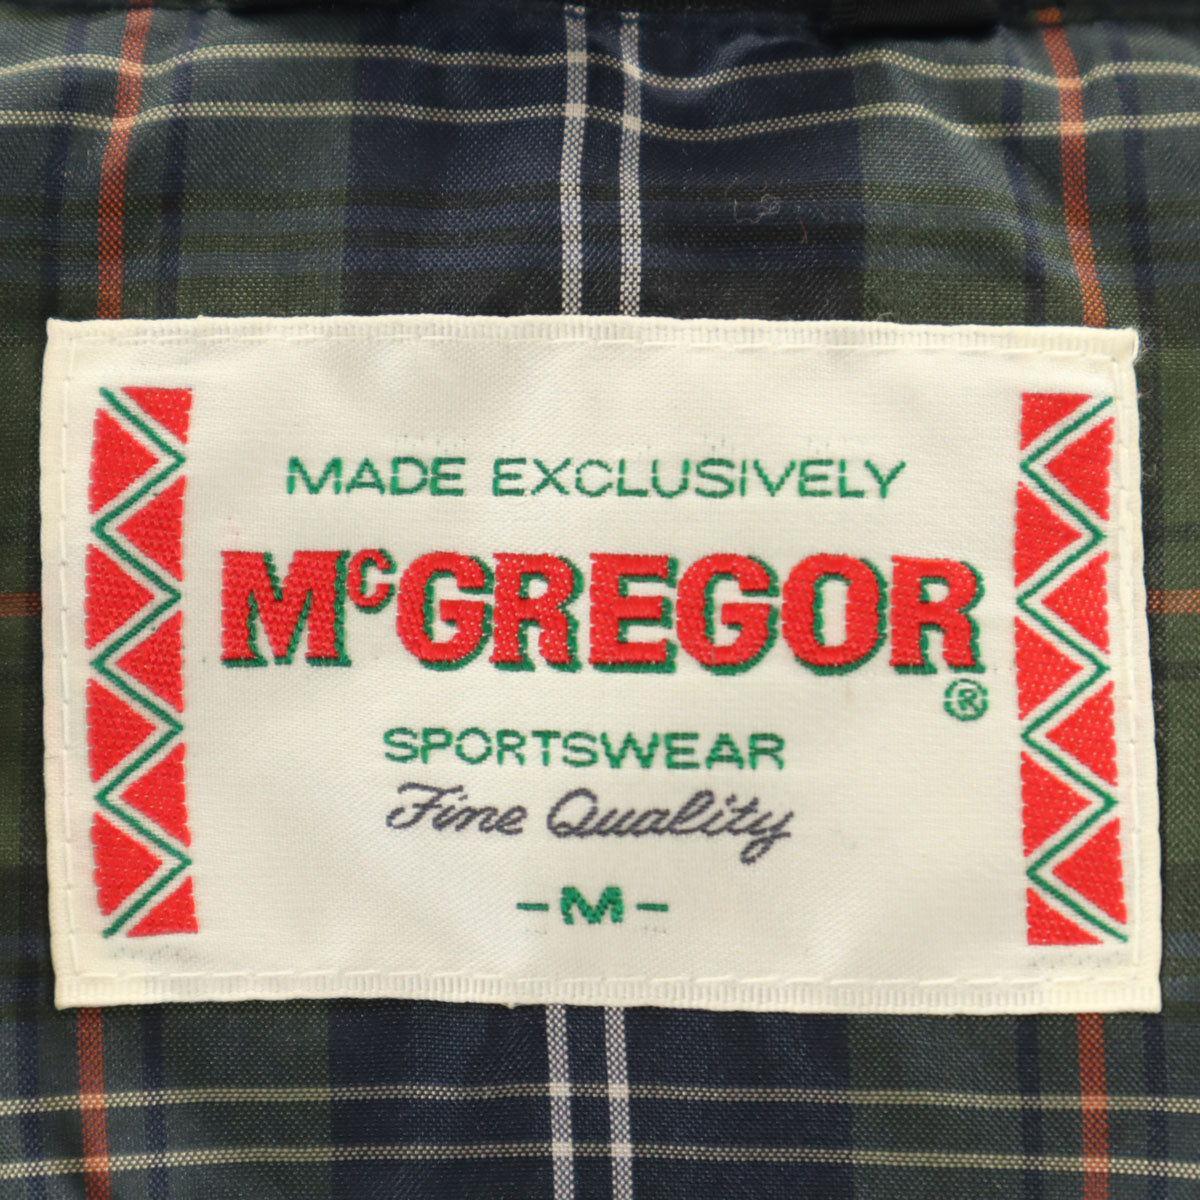 MADE EXCLUSIVELY
McGREGOR®
SPORTSWEAR
Fine Quality
-M-